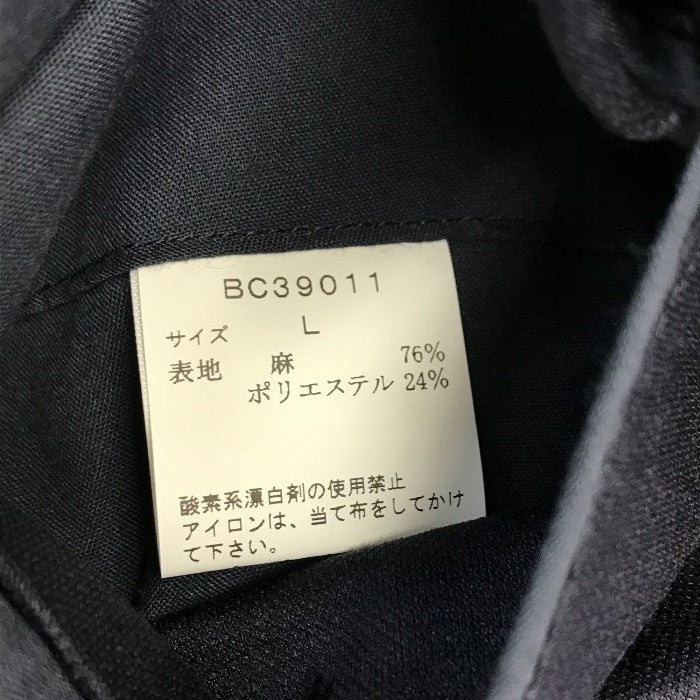 BC39011
サイズ L
表地 麻 76%
ポリエステル 24%
酸素系漂白剤の使用禁止
アイロンは、当て布をしてかけ
て下さい。